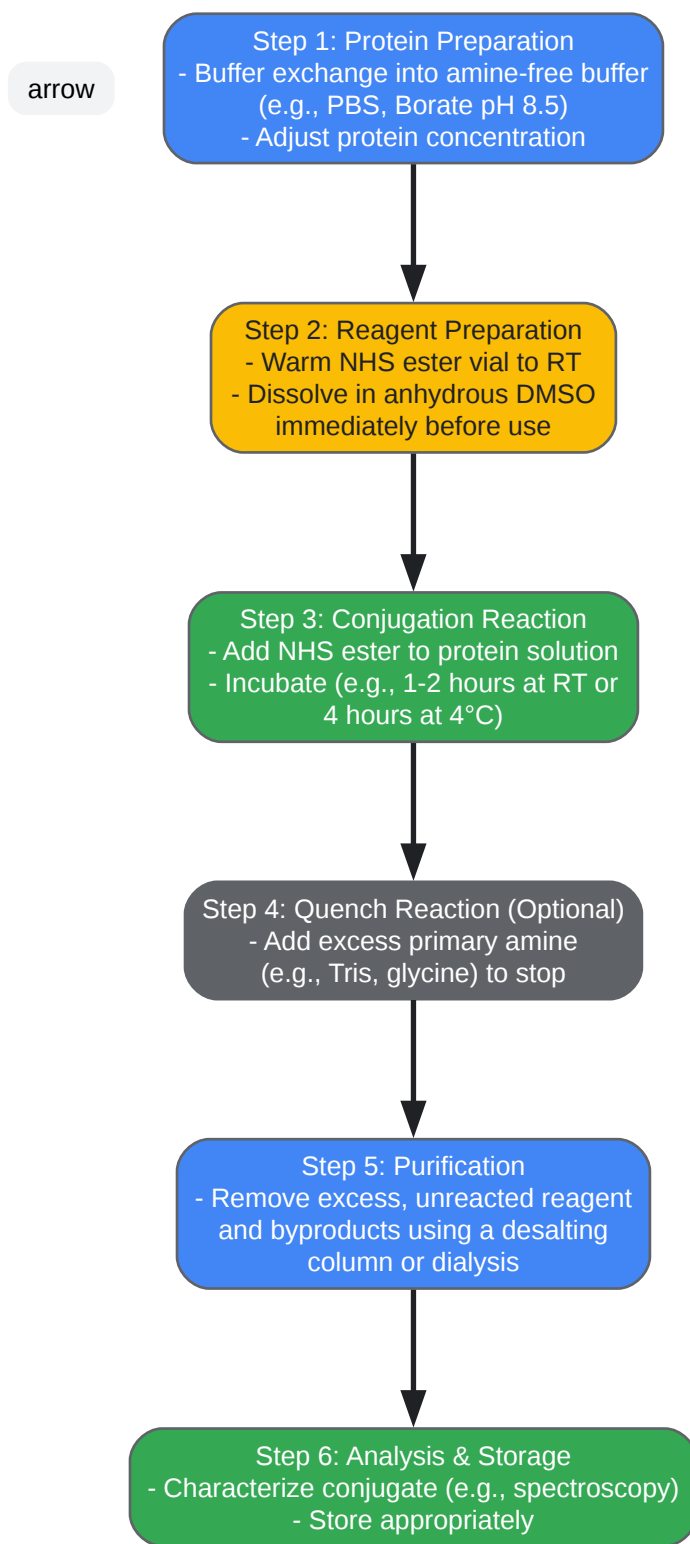 arrow
Step 1: Protein Preparation
- Buffer exchange into amine-free buffer
(e.g., PBS, Borate pH 8.5)
- Adjust protein concentration
Step 2: Reagent Preparation
- Warm NHS ester vial to RT
- Dissolve in anhydrous DMSO
immediately before use
Step 3: Conjugation Reaction
- Add NHS ester to protein solution
- Incubate (e.g., 1-2 hours at RT or
4 hours at 4°C)
Step 4: Quench Reaction (Optional)
- Add excess primary amine
(e.g., Tris, glycine) to stop
Step 5: Purification
- Remove excess, unreacted reagent
and byproducts using a desalting
column or dialysis
Step 6: Analysis & Storage
- Characterize conjugate (e.g., spectroscopy)
- Store appropriately